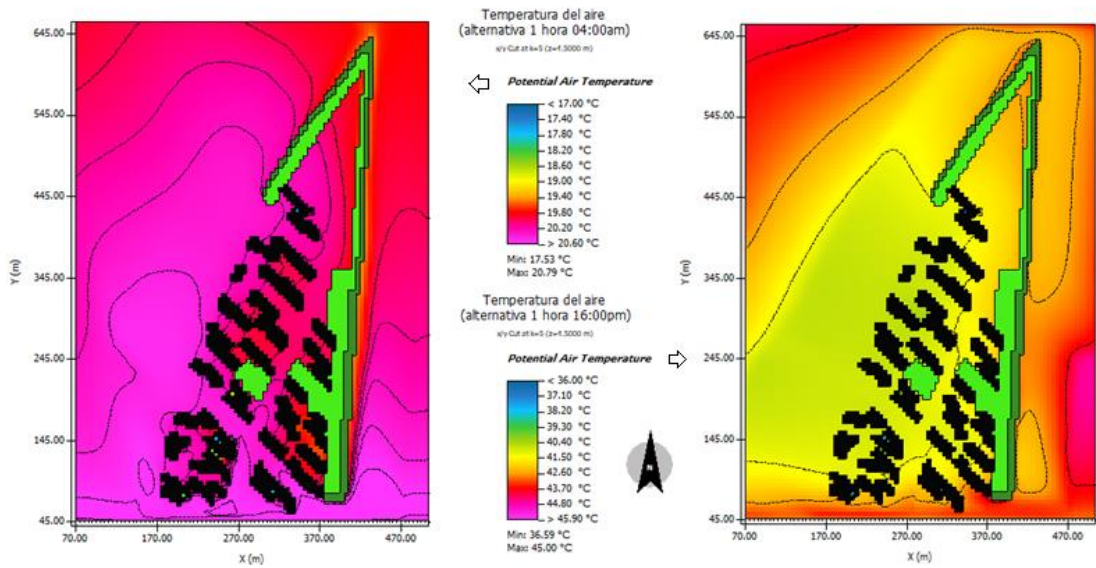 645.00
545.00
445.00
345.00
245.00
145.00
45.00
Y (m)
70.00 170.00 270.00 370.00 470.00
X (m)
Temperatura del aire
(alternativa 1 hora 04:00am)
x/y Cut at k=5
Potential Air Temperature
< 17.00 °C
17.40 °C
17.80 °C
18.20 °C
18.60 °C
19.00 °C
19.40 °C
19.80 °C
20.20 °C
> 20.60 °C
Min: 17.53 °C
Max: 20.79 °C
Temperatura del aire
(alternativa 1 hora 16:00pm)
x/y Cut at k=5
Potential Air Temperature
< 36.00 °C
37.10 °C
38.20 °C
39.30 °C
40.40 °C
41.50 °C
42.60 °C
43.70 °C
44.80 °C
> 45.90 °C
Min: 36.59 °C
Max: 45.00 °C
N
645.00
545.00
445.00
345.00
245.00
145.00
45.00
Y (m)
70.00 170.00 270.00 370.00 470.00
X (m)